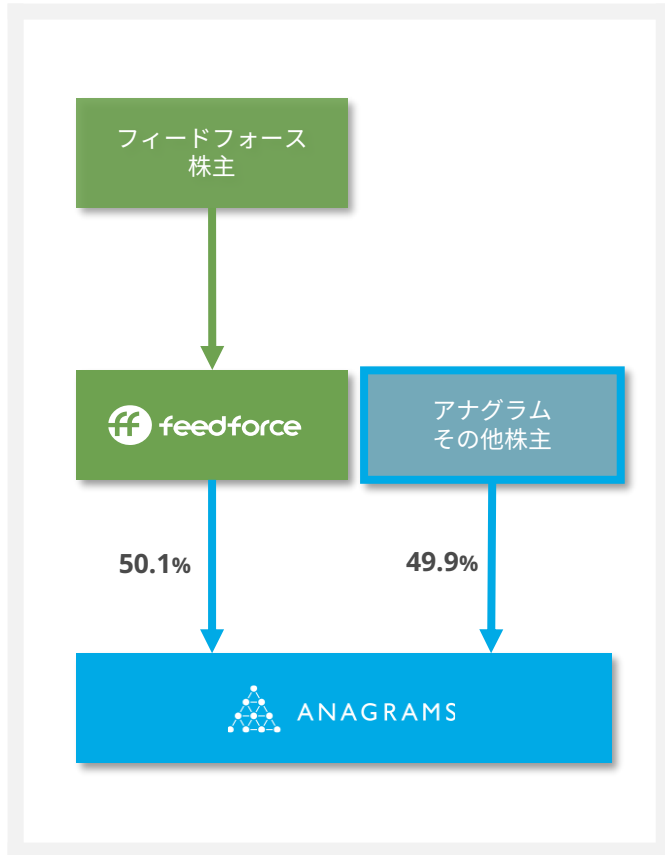 フィードフォース
株主
ff feedforce
アナグラム
その他株主
50.1%
49.9%
ANAGRAMS